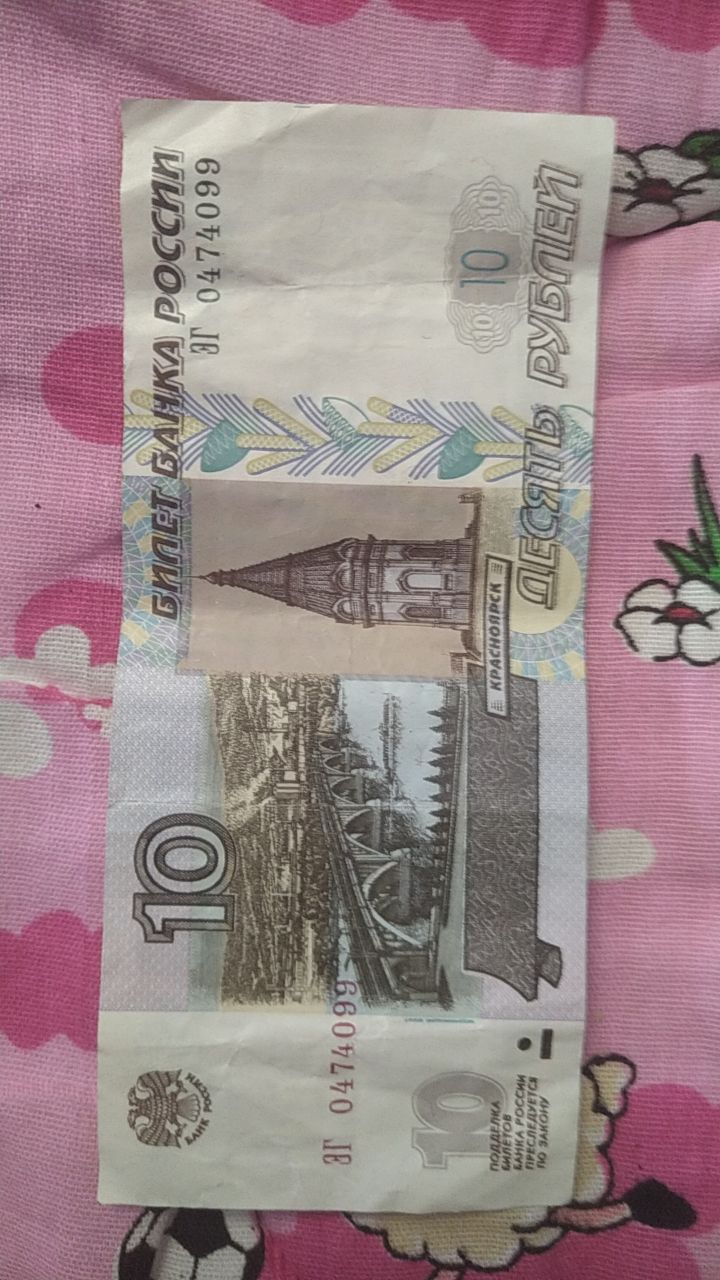 БАНК РОССИИ
10
БИЛЕТ БАНКА РОССИИ
ЭГ 0474099
ЭГ 0474099
10
ПОДДЕЛКА
БИЛЕТОВ
БАНКА РОССИИ
ПРЕСЛЕДУЕТСЯ
ПО ЗАКОНУ
КРАСНОЯРСК
10 10 10
ДЕСЯТЬ РУБЛЕЙ